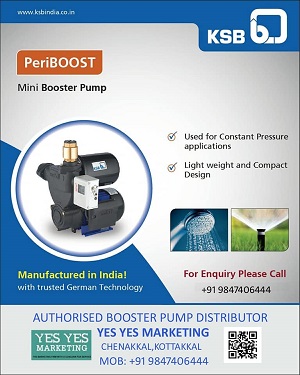 www.ksbindia.co.in
KSB
PeriBOOST
Mini Booster Pump
Used for Constant Pressure
applications
Light weight and Compact
Design
Manufactured in India!
with trusted German Technology
For Enquiry Please Call
+91 9847406444
AUTHORISED BOOSTER PUMP DISTRIBUTOR
YES YES
MARKETING
YES YES MARKETING
CHENAKKAL,KOTTAKKAL
MOB: +91 9847406444